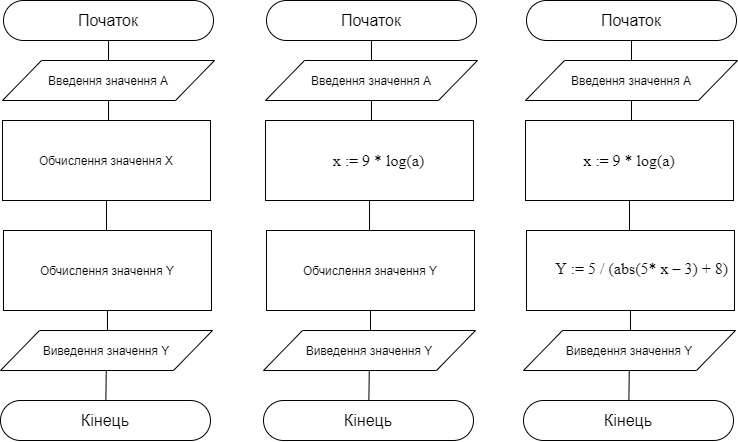 Початок
Введення значення А
Обчислення значення X
Обчислення значення Y
Виведення значення Y
Кінець
Початок
Введення значення А
x := 9 * log(a)
Обчислення значення Y
Виведення значення Y
Кінець
Початок
Введення значення А
x := 9 * log(a)
Y := 5 / (abs(5* x – 3) + 8)
Виведення значення Y
Кінець